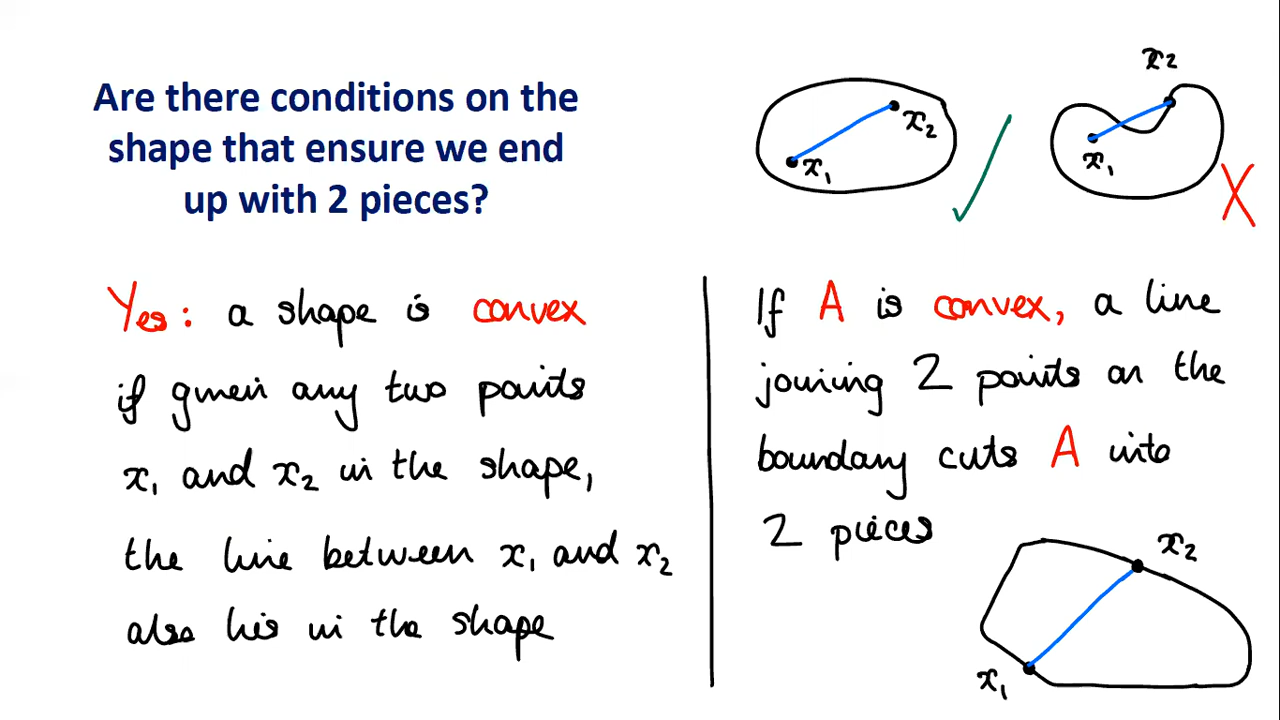 Are there conditions on the
shape that ensure we end
up with 2 pieces?
x₂
x₂
x₁
x₁
Yes: a shape is convex
if given any two points
x₁ and x₂ in the shape,
the line between x₁ and x₂
also lies in the shape
If A is convex, a line
joining 2 points on the
boundary cuts A into
2 pieces
x₂
x₁